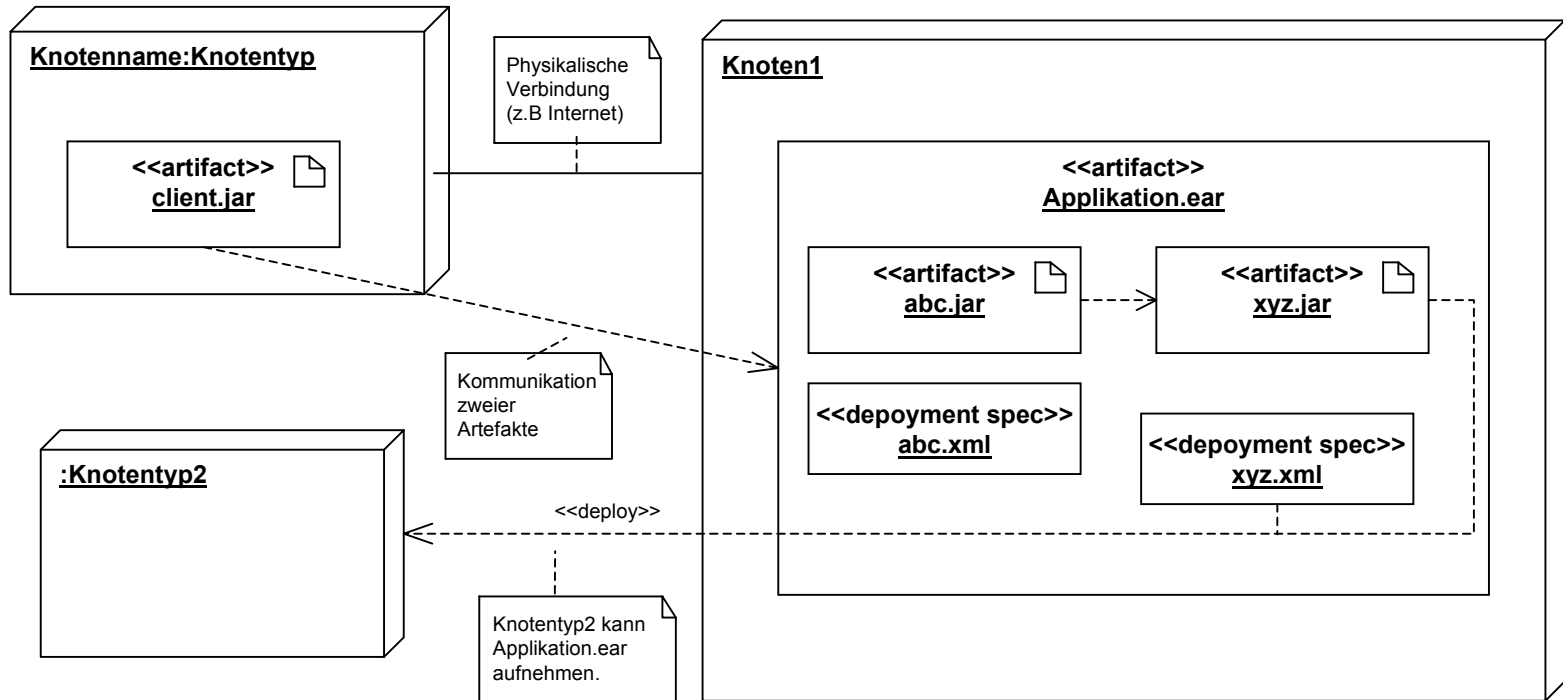 Knotenname:Knotentyp
<<artifact>>
client.jar
Physikalische
Verbindung
(z.B Internet)
Knoten1
<<artifact>>
Applikation.ear
<<artifact>>
abc.jar
<<artifact>>
xyz.jar
<<depoyment spec>>
abc.xml
<<depoyment spec>>
xyz.xml
Kommunikation
zweier
Artefakte
:Knotentyp2
<<deploy>>
Knotentyp2 kann
Applikation.ear
aufnehmen.